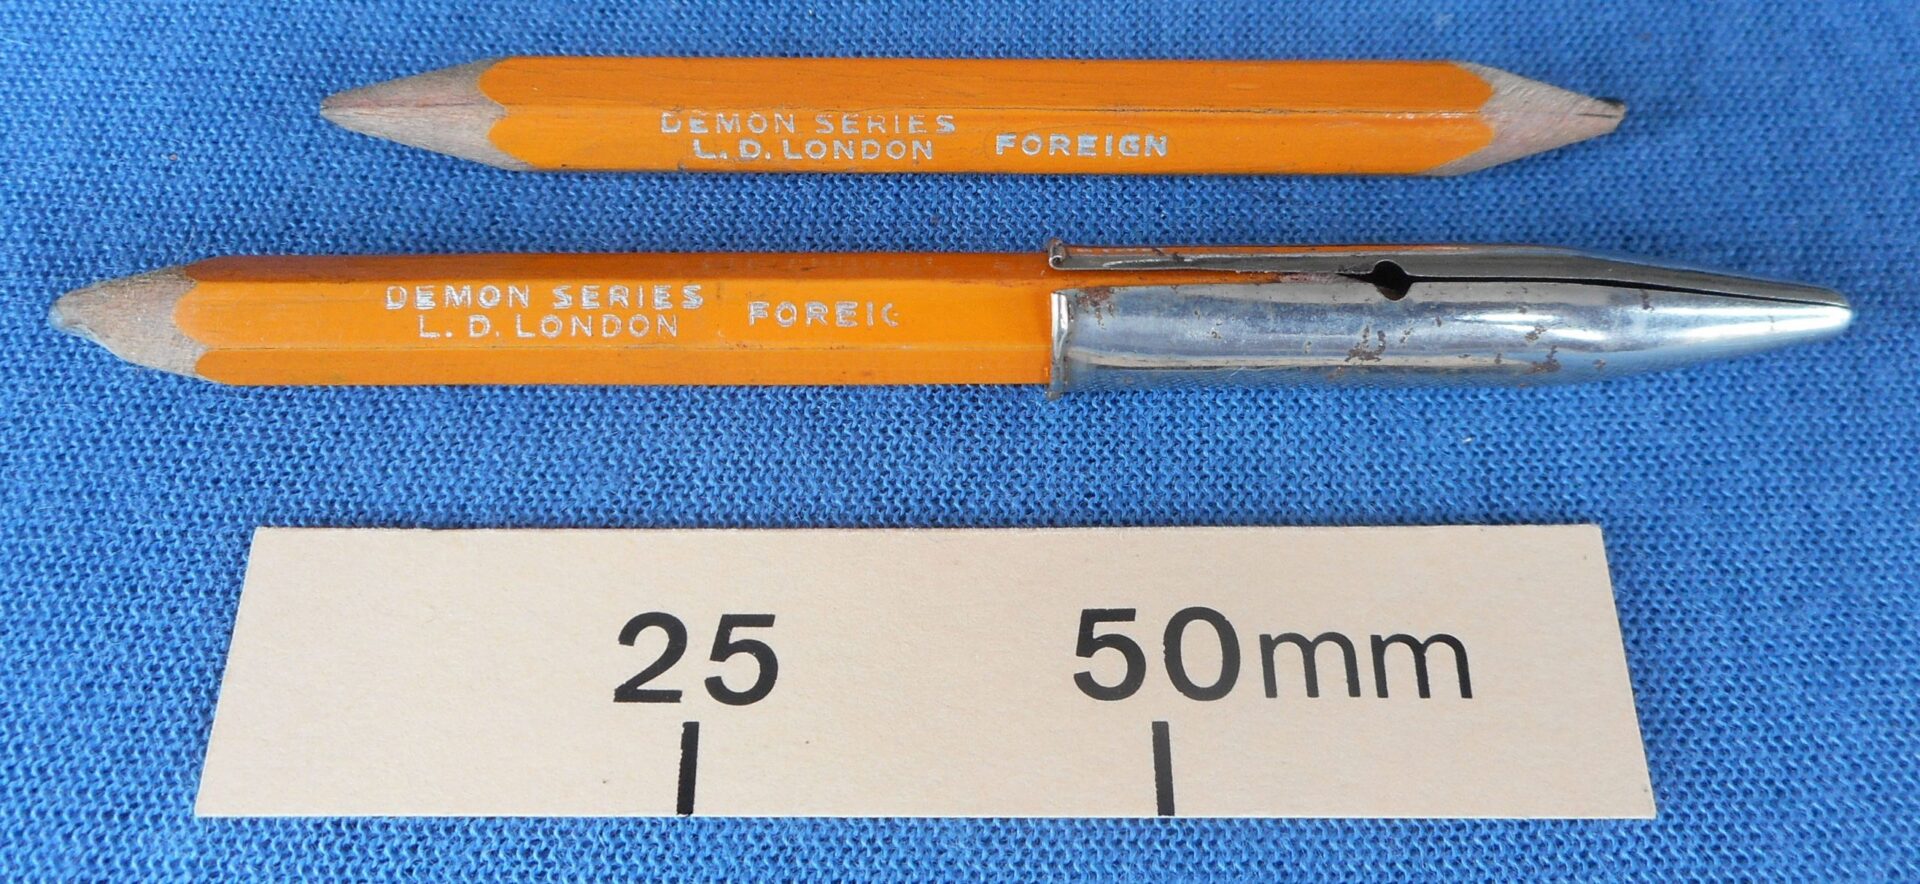 DEMON SERIES
L. D. LONDON FOREIGN
DEMON SERIES
L. D. LONDON FOREIG
25 50mm